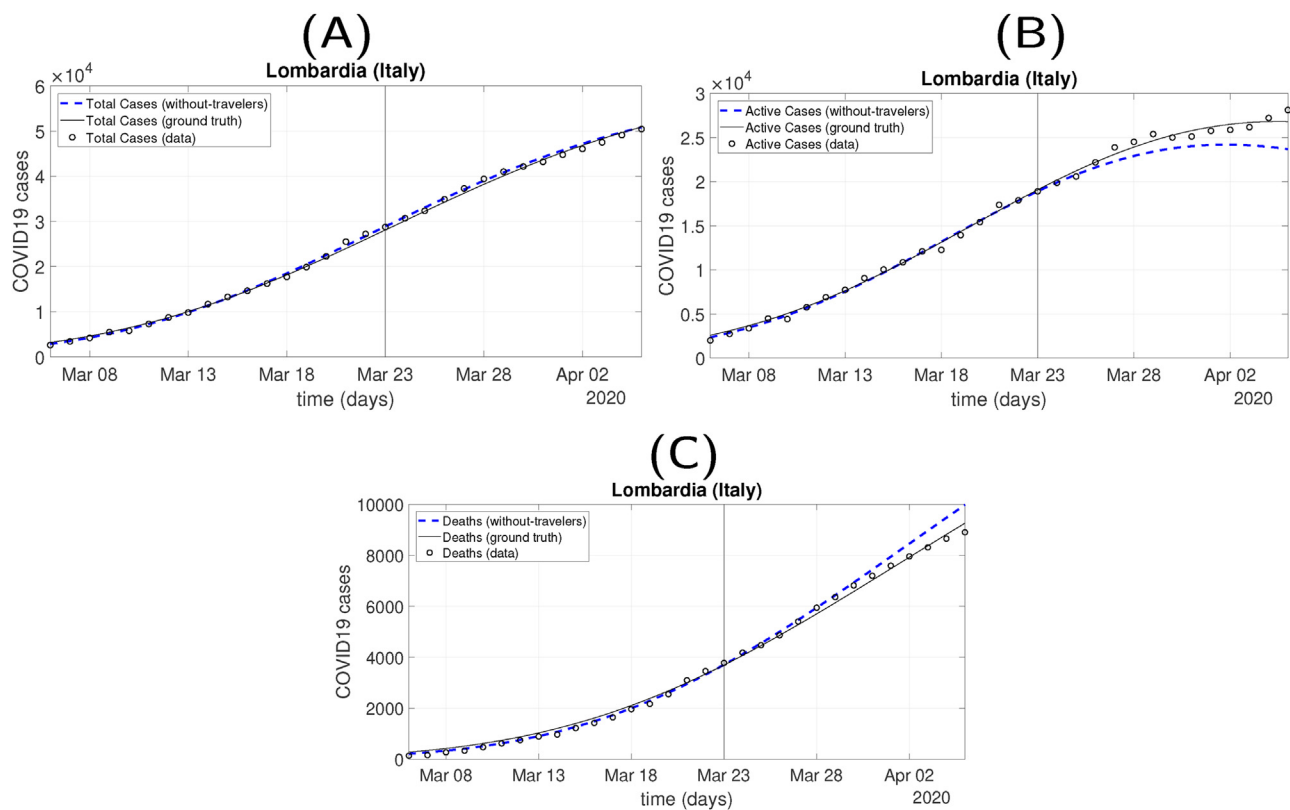 (A)
Lombardia (Italy)
×10^4
6
5
4
3
2
1
0
COVID19 cases
Total Cases (without-travelers)
Total Cases (ground truth)
Total Cases (data)
Mar 08 Mar 13 Mar 18 Mar 23 Mar 28 Apr 02
time (days)
2020
(B)
Lombardia (Italy)
×10^4
3
2.5
2
1.5
1
0.5
0
COVID19 cases
Active Cases (without-travelers)
Active Cases (ground truth)
Active Cases (data)
Mar 08 Mar 13 Mar 18 Mar 23 Mar 28 Apr 02
time (days)
2020
(C)
Lombardia (Italy)
10000
8000
6000
4000
2000
0
COVID19 cases
Deaths (without-travelers)
Deaths (ground truth)
Deaths (data)
Mar 08 Mar 13 Mar 18 Mar 23 Mar 28 Apr 02
time (days)
2020